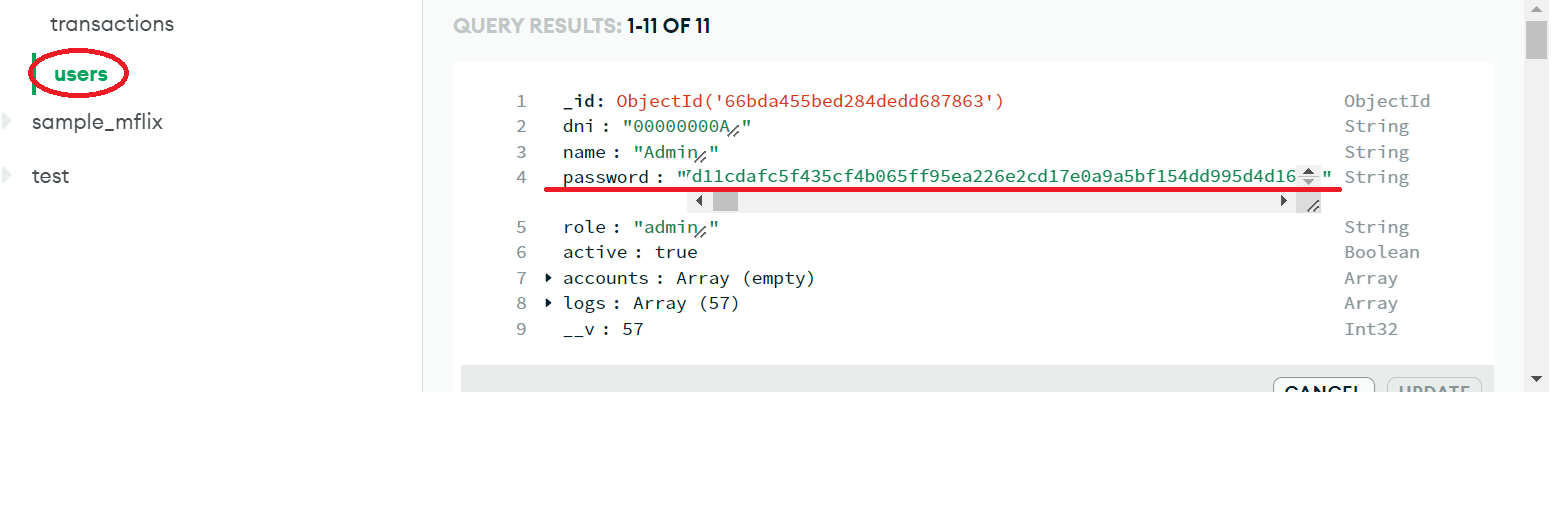 transactions
users
sample_mflix
test
QUERY RESULTS: 1-11 OF 11
1 _id: ObjectId('66bda455bed284dedd687863') ObjectId
2 dni : "00000000A" String
3 name : "Admin" String
4 password : "7d11cdafc5f435cf4b065ff95ea226e2cd17e0a9a5bf154dd995d4d16" String
5 role : "admin" String
6 active : true Boolean
7 accounts : Array (empty) Array
8 logs : Array (57) Array
9 __v : 57 Int32
CANCEL UPDATE